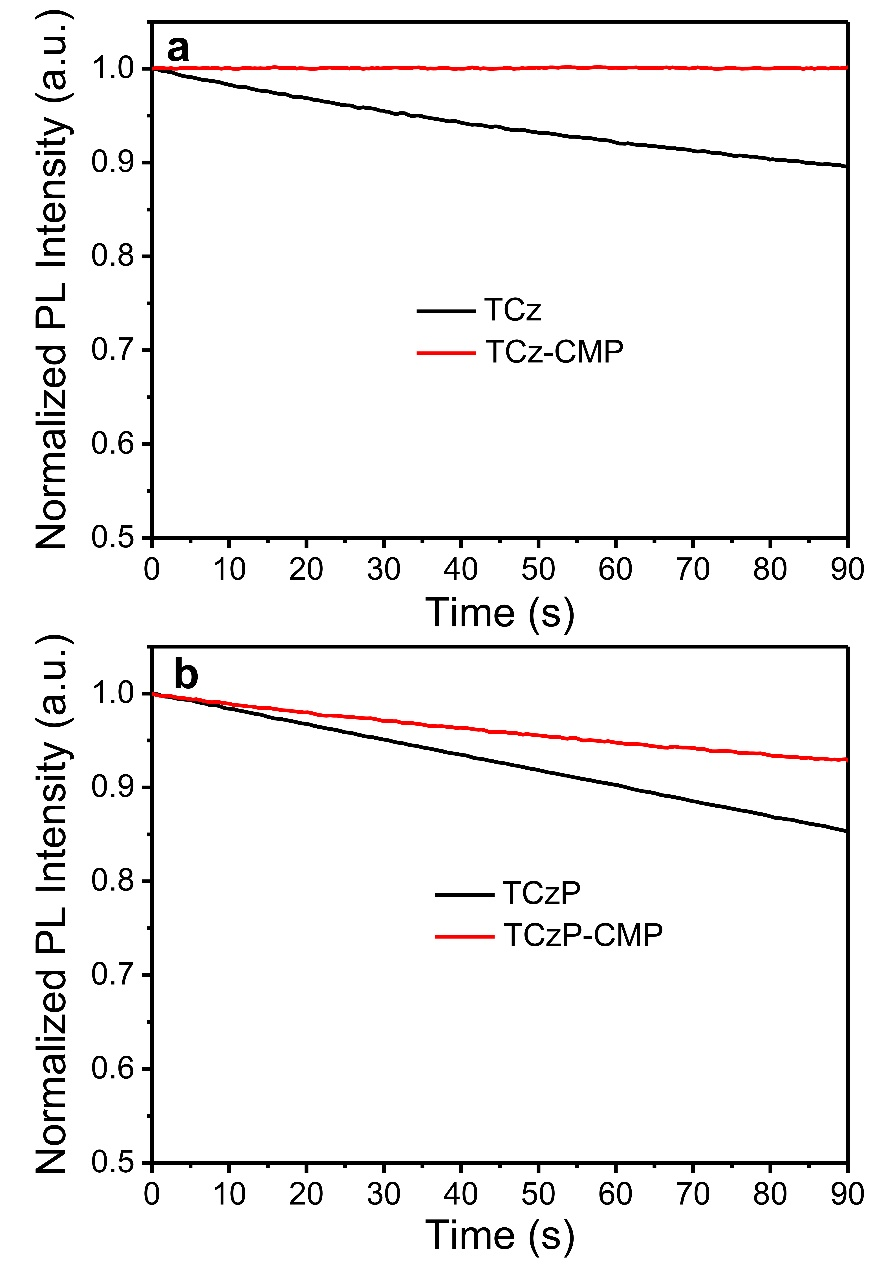 a
Normalized PL Intensity (a.u.)
1.0
0.9
0.8
0.7
0.6
0.5
TCz
TCz-CMP
0 10 20 30 40 50 60 70 80 90
Time (s)
b
Normalized PL Intensity (a.u.)
1.0
0.9
0.8
0.7
0.6
0.5
TCzP
TCzP-CMP
0 10 20 30 40 50 60 70 80 90
Time (s)